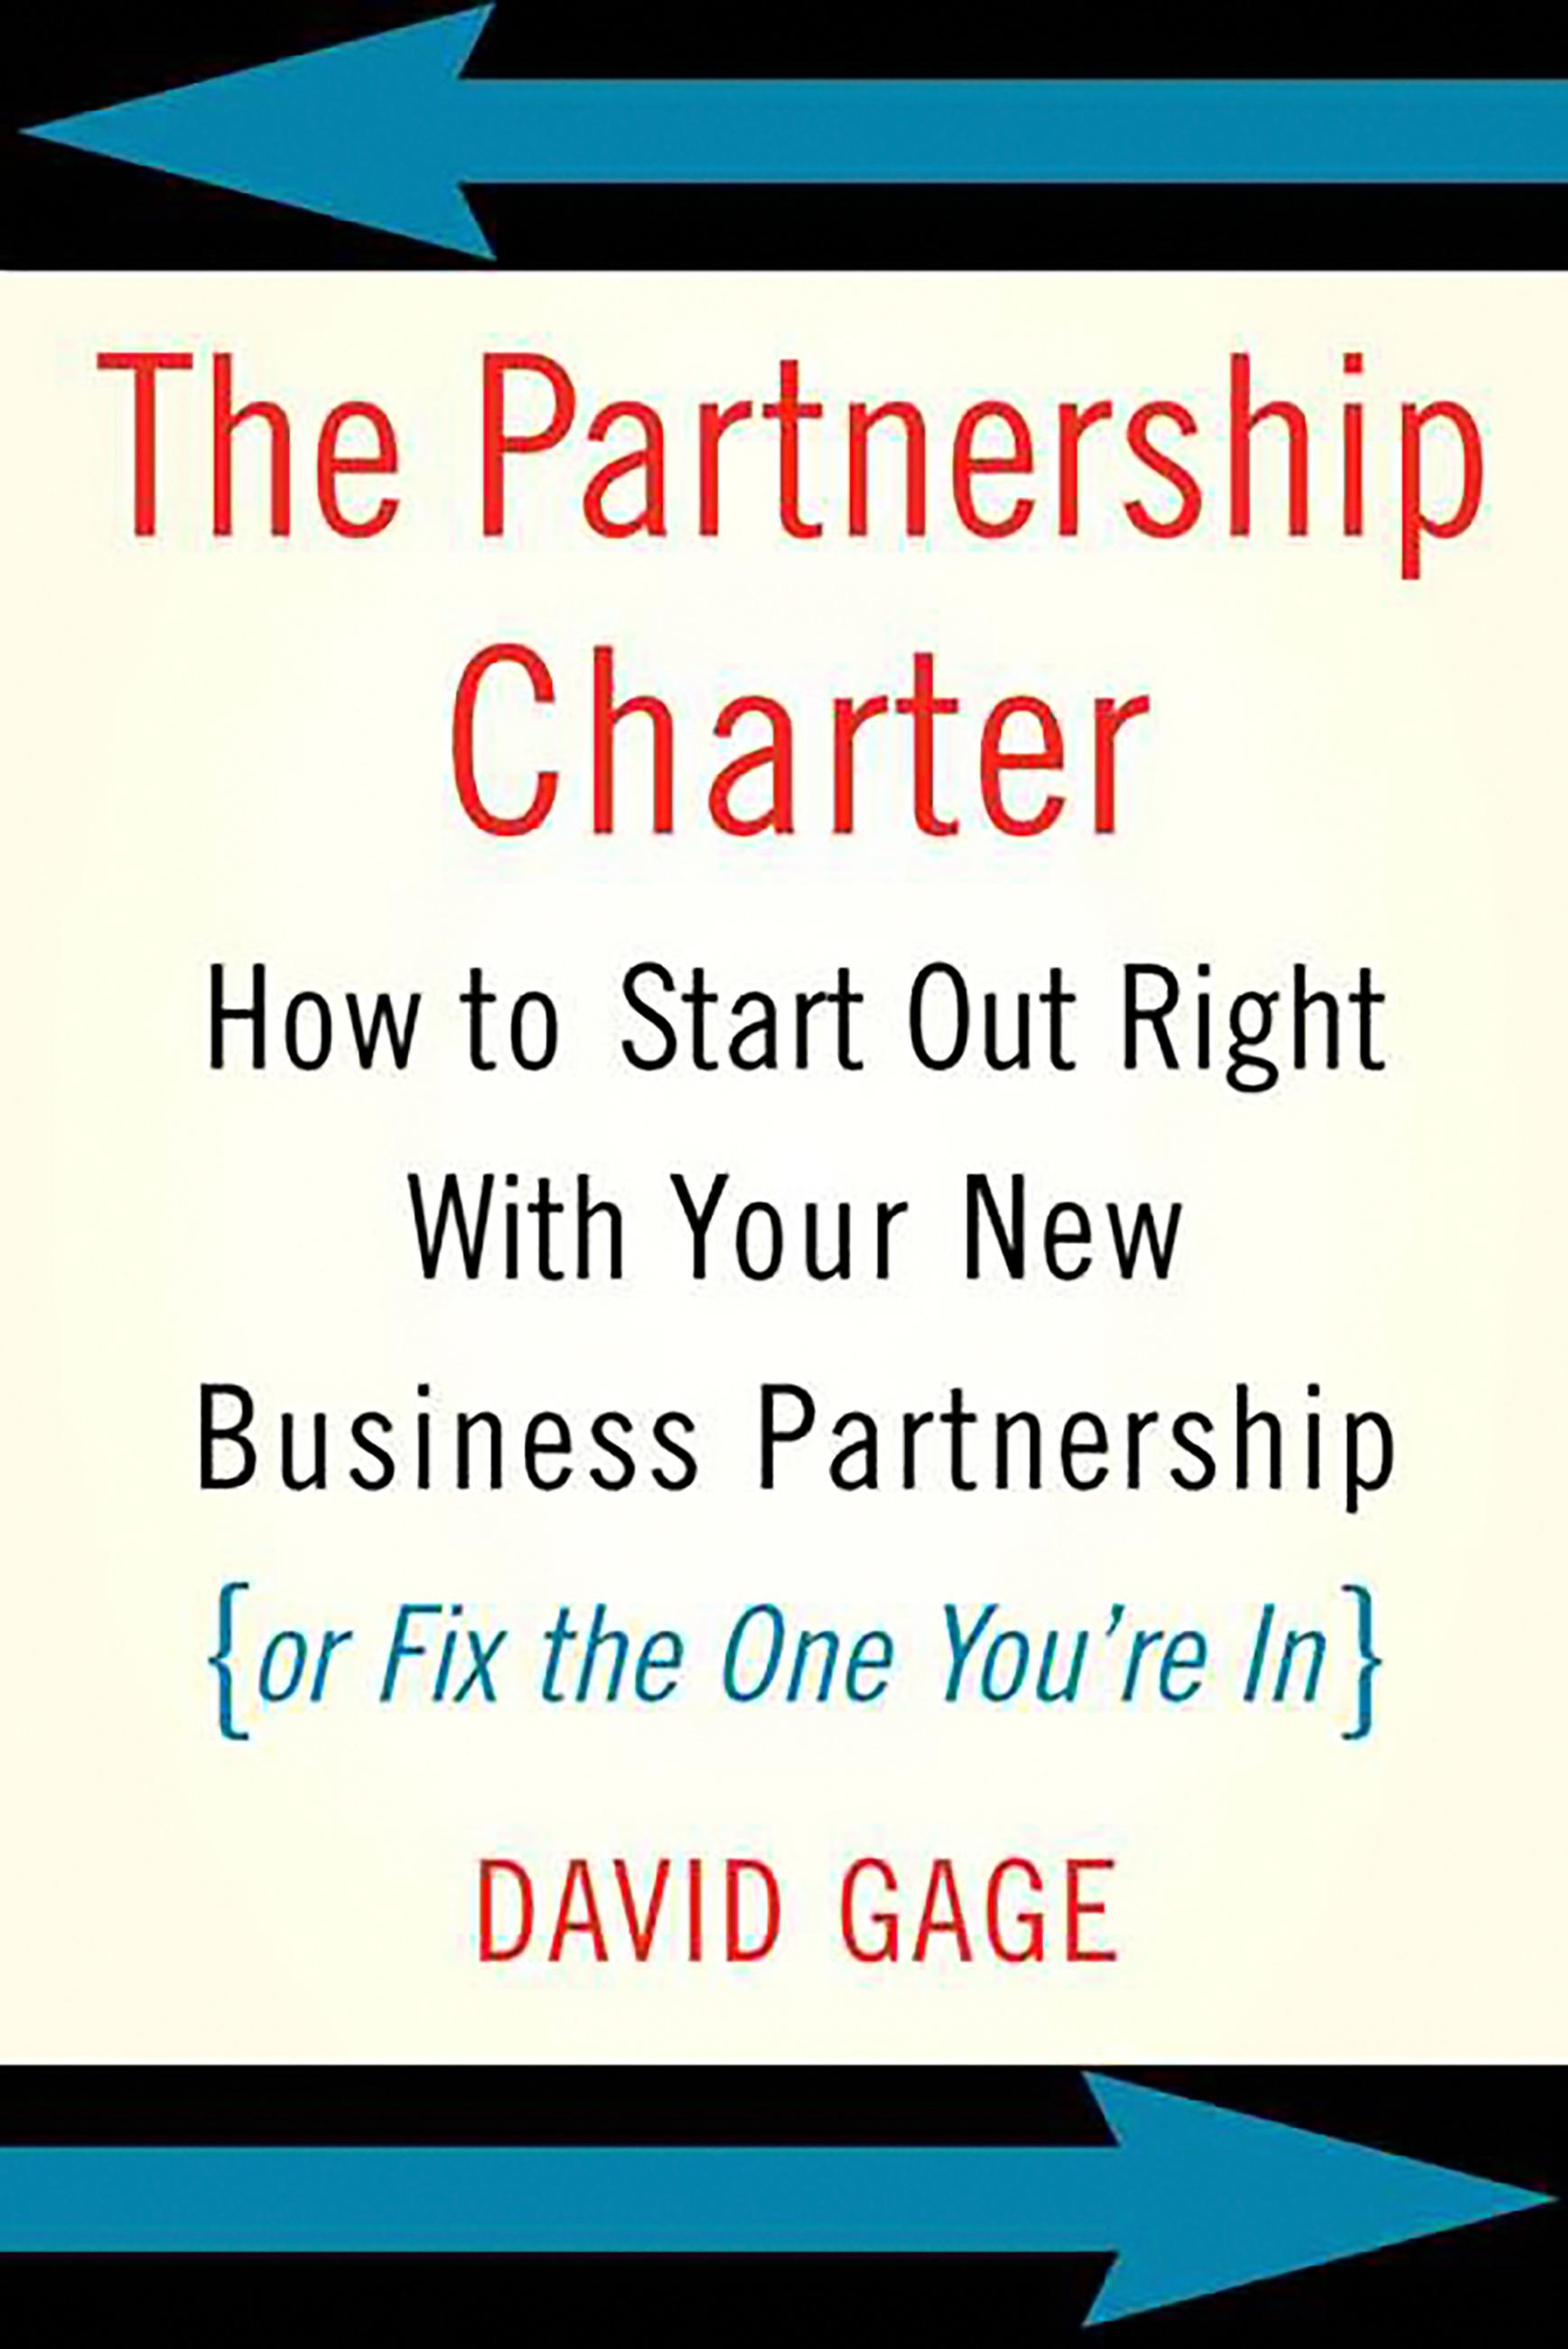 The Partnership
Charter
How to Start Out Right
With Your New
Business Partnership
{or Fix the One You're In}
DAVID GAGE